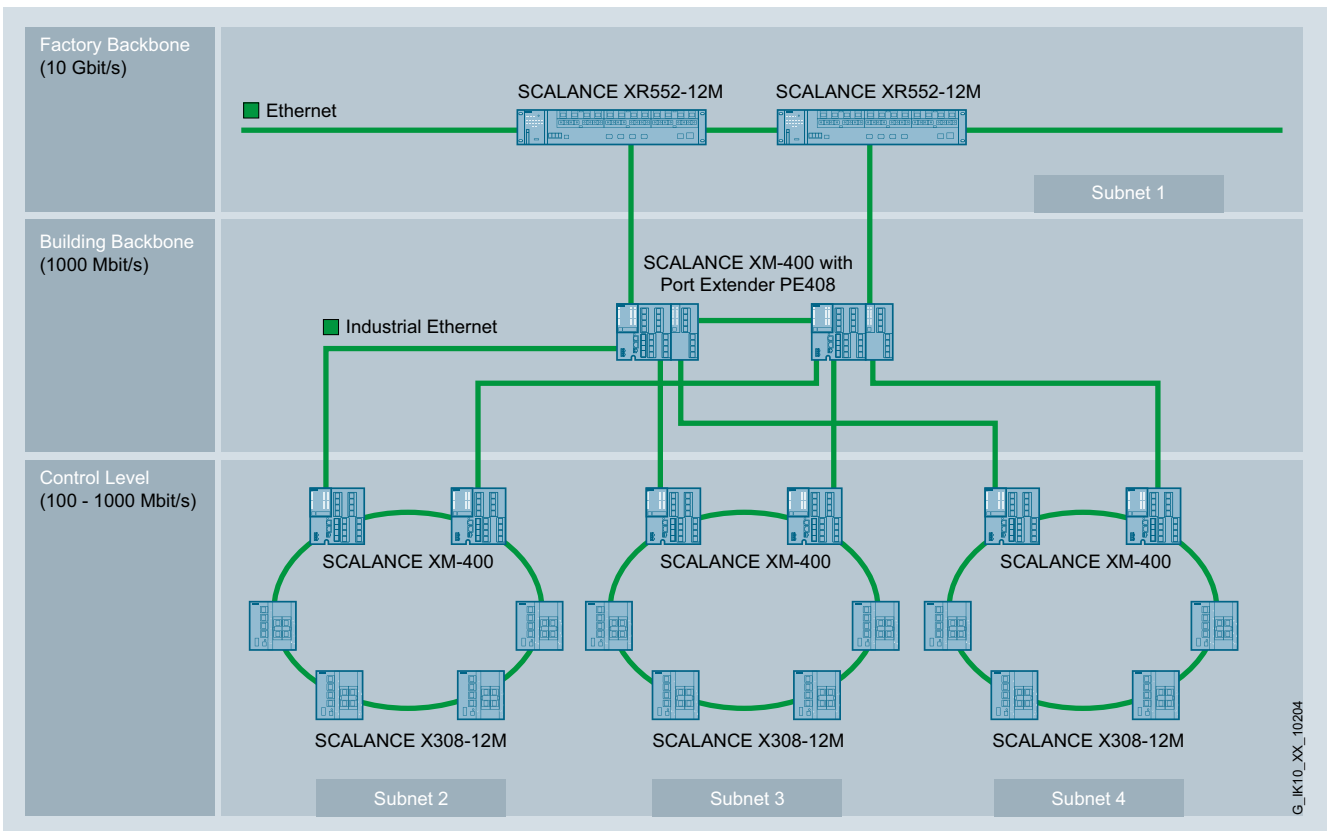 Factory Backbone
(10 Gbit/s)
SCALANCE XR552-12M
SCALANCE XR552-12M
Ethernet
Subnet 1
Building Backbone
(1000 Mbit/s)
SCALANCE XM-400 with
Port Extender PE408
Industrial Ethernet
Control Level
(100 - 1000 Mbit/s)
SCALANCE XM-400
SCALANCE XM-400
SCALANCE XM-400
SCALANCE X308-12M
SCALANCE X308-12M
SCALANCE X308-12M
Subnet 2
Subnet 3
Subnet 4
G_IK10_XX_10204